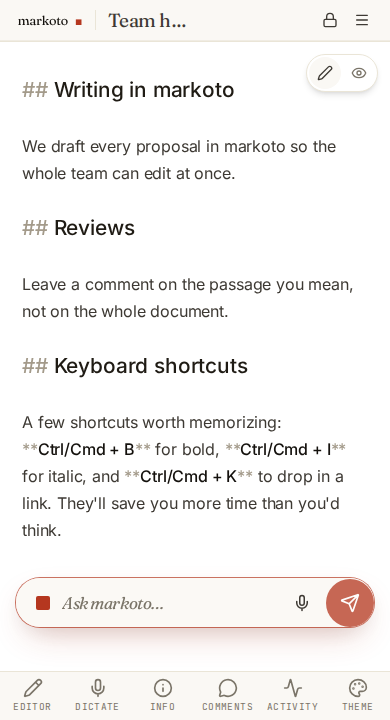 markoto
Team h...
## Writing in markoto
We draft every proposal in markoto so the
whole team can edit at once.
## Reviews
Leave a comment on the passage you mean,
not on the whole document.
## Keyboard shortcuts
A few shortcuts worth memorizing:
**Ctrl/Cmd + B** for bold, **Ctrl/Cmd + I**
for italic, and **Ctrl/Cmd + K** to drop in a
link. They'll save you more time than you'd
think.
Ask markoto...
EDITOR DICTATE INFO COMMENTS ACTIVITY THEME